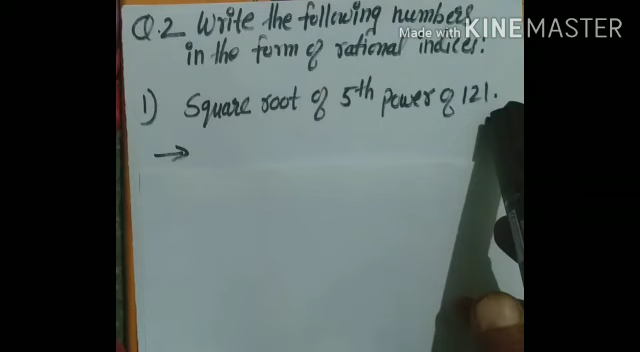 Q.2 Write the following numbers
Made with KINEMASTER
in the form of rational indices:
1) Square root of 5th power of 121.
→